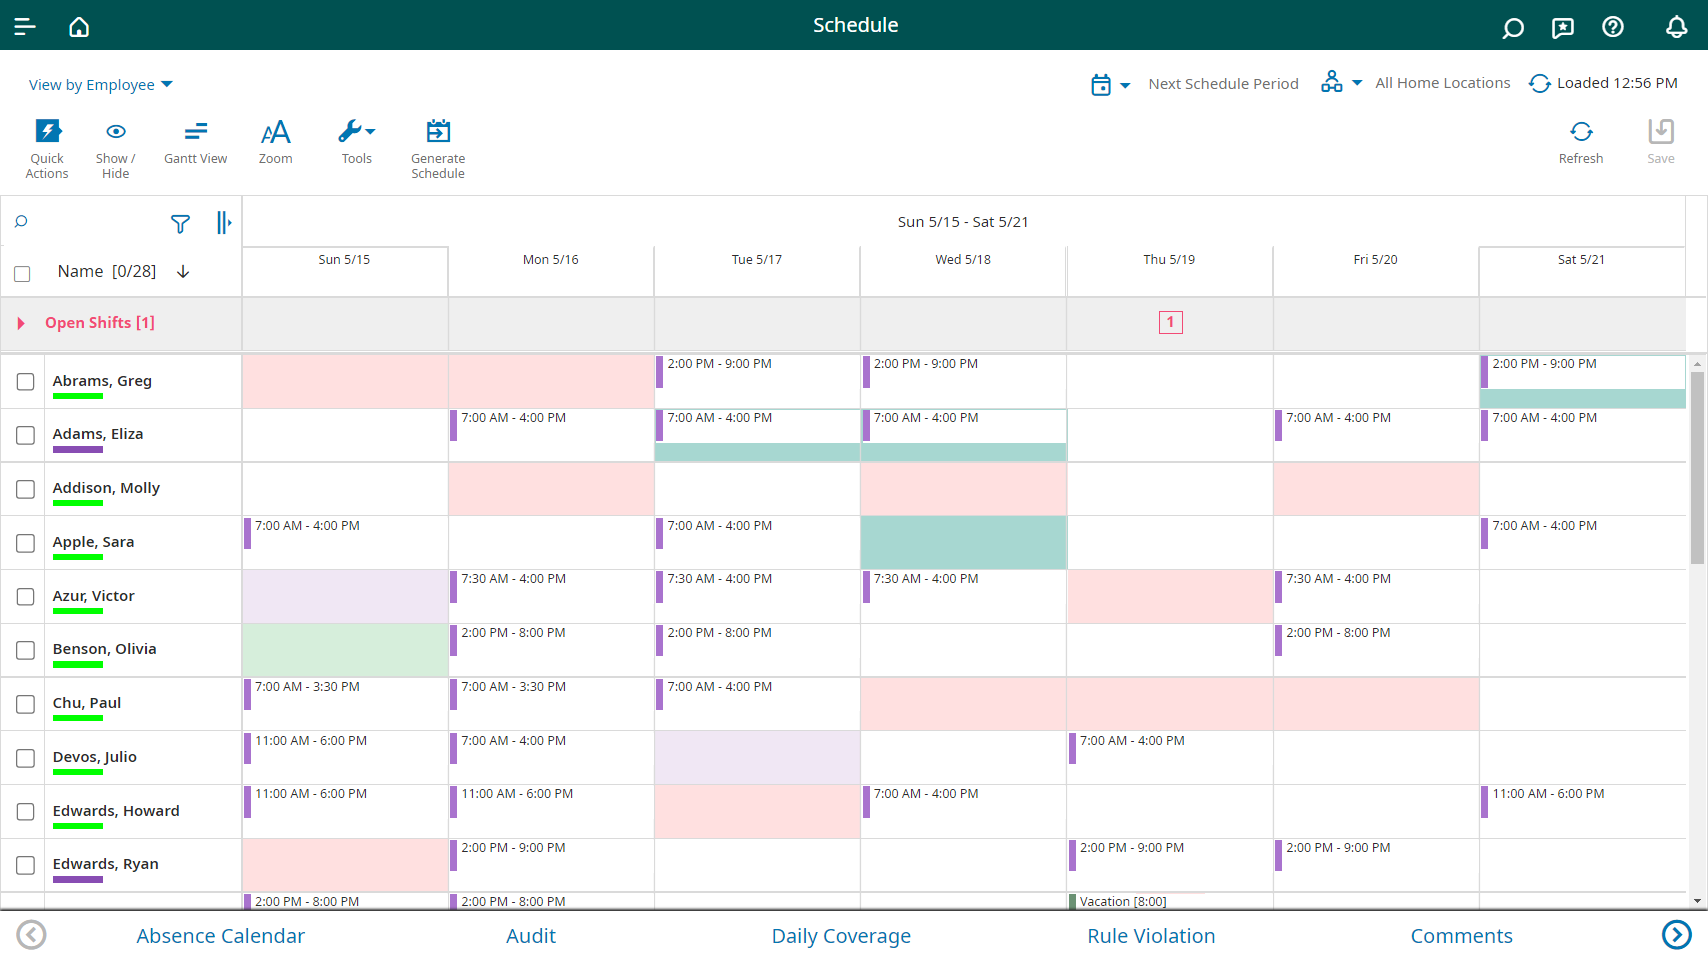 Schedule
View by Employee
Next Schedule Period
All Home Locations
Loaded 12:56 PM
Quick
Actions
Show /
Hide
Gantt View
Zoom
Tools
Generate
Schedule
Refresh
Save
Sun 5/15 - Sat 5/21
Name [0/28]
Sun 5/15
Mon 5/16
Tue 5/17
Wed 5/18
Thu 5/19
Fri 5/20
Sat 5/21
Open Shifts [1]
1
Abrams, Greg
2:00 PM - 9:00 PM
2:00 PM - 9:00 PM
2:00 PM - 9:00 PM
Adams, Eliza
7:00 AM - 4:00 PM
7:00 AM - 4:00 PM
7:00 AM - 4:00 PM
7:00 AM - 4:00 PM
7:00 AM - 4:00 PM
Addison, Molly
Apple, Sara
7:00 AM - 4:00 PM
7:00 AM - 4:00 PM
7:00 AM - 4:00 PM
Azur, Victor
7:30 AM - 4:00 PM
7:30 AM - 4:00 PM
7:30 AM - 4:00 PM
7:30 AM - 4:00 PM
Benson, Olivia
2:00 PM - 8:00 PM
2:00 PM - 8:00 PM
2:00 PM - 8:00 PM
Chu, Paul
7:00 AM - 3:30 PM
7:00 AM - 3:30 PM
7:00 AM - 4:00 PM
Devos, Julio
11:00 AM - 6:00 PM
7:00 AM - 4:00 PM
7:00 AM - 4:00 PM
Edwards, Howard
11:00 AM - 6:00 PM
11:00 AM - 6:00 PM
7:00 AM - 4:00 PM
11:00 AM - 6:00 PM
Edwards, Ryan
2:00 PM - 9:00 PM
2:00 PM - 9:00 PM
2:00 PM - 9:00 PM
2:00 PM - 8:00 PM
2:00 PM - 8:00 PM
Vacation [8:00]
Absence Calendar
Audit
Daily Coverage
Rule Violation
Comments